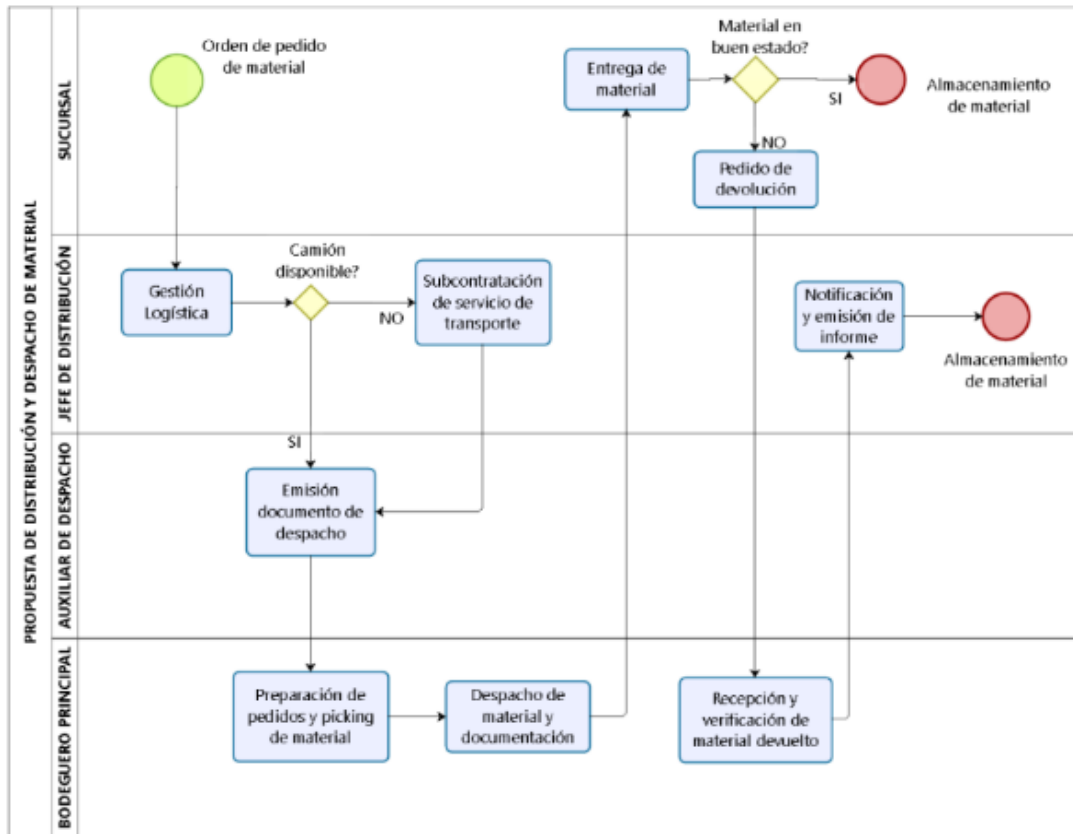 PROPUESTA DE DISTRIBUCIÓN Y DESPACHO DE MATERIAL
SUCURSAL
Orden de pedido
de material
Entrega de
material
Material en
buen estado?
SI
Almacenamiento
de material
NO
Pedido de
devolución
JEFE DE DISTRIBUCIÓN
Gestión
Logística
Camión
disponible?
NO
Subcontratación
de servicio de
transporte
SI
Notificación
y emisión de
informe
Almacenamiento
de material
AUXILIAR DE DESPACHO
Emisión
documento de
despacho
BODEGUERO PRINCIPAL
Preparación de
pedidos y picking
de material
Despacho de
material y
documentación
Recepción y
verificación de
material devuelto